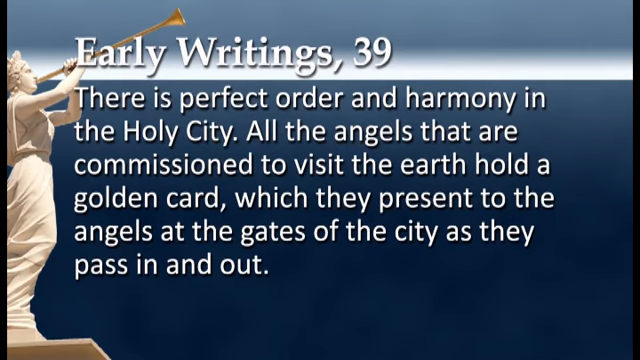 Early Writings, 39
There is perfect order and harmony in
the Holy City. All the angels that are
commissioned to visit the earth hold a
golden card, which they present to the
angels at the gates of the city as they
pass in and out.